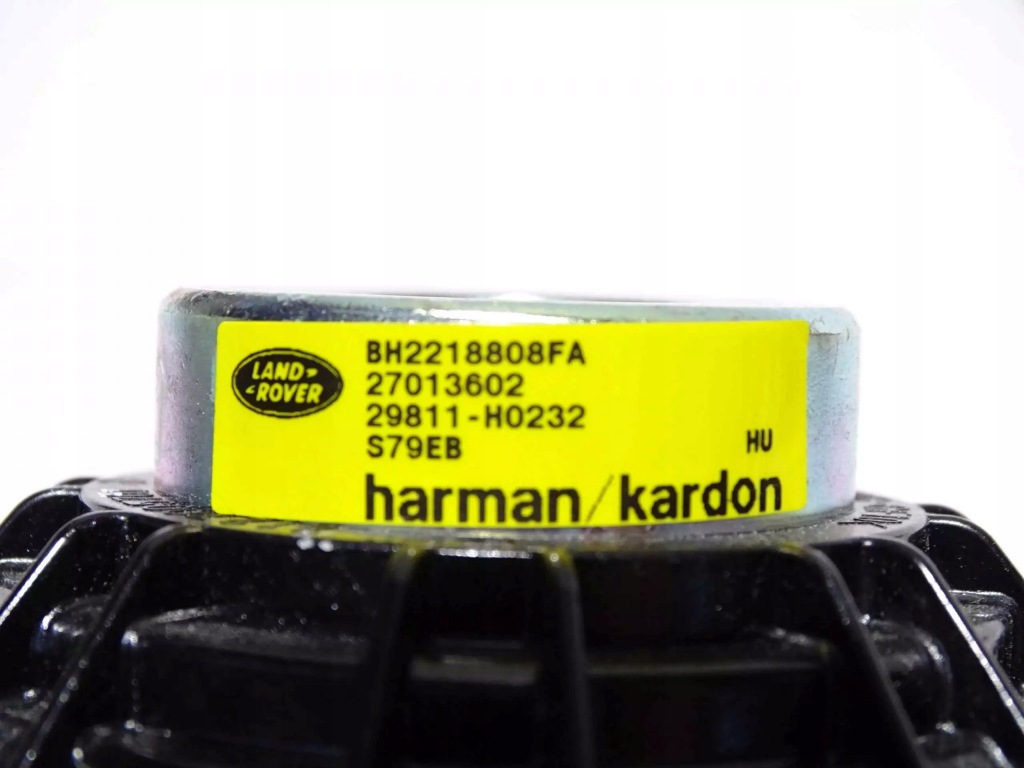 LAND ROVER
BH2218808FA
27013602
29811-H0232
S79EB
HU
harman/kardon